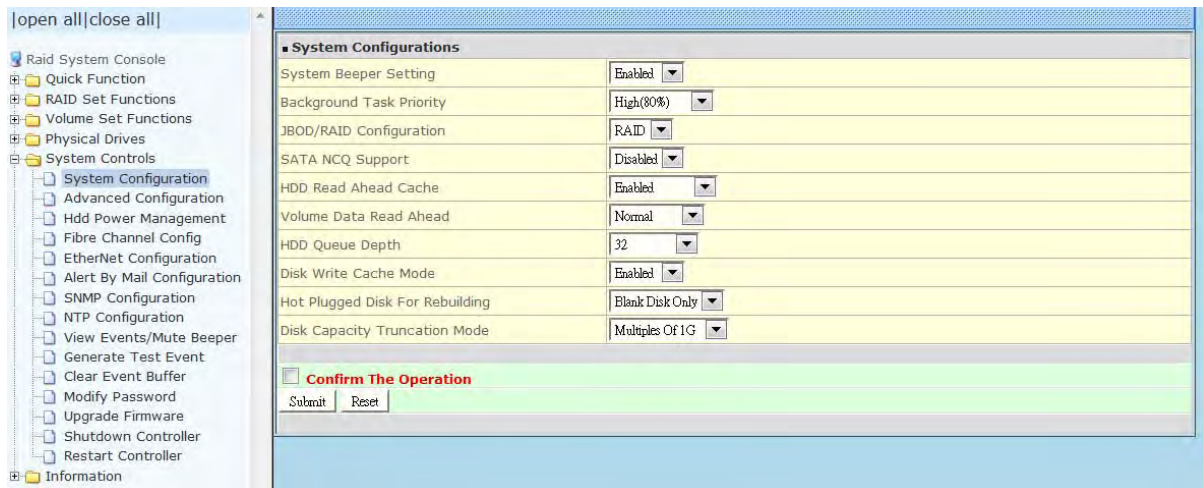 |open all|close all|
Raid System Console
Quick Function
RAID Set Functions
Volume Set Functions
Physical Drives
System Controls
System Configuration
Advanced Configuration
Hdd Power Management
Fibre Channel Config
EtherNet Configuration
Alert By Mail Configuration
SNMP Configuration
NTP Configuration
View Events/Mute Beeper
Generate Test Event
Clear Event Buffer
Modify Password
Upgrade Firmware
Shutdown Controller
Restart Controller
Information
System Configurations
System Beeper Setting Enabled
Background Task Priority High(80%)
JBOD/RAID Configuration RAID
SATA NCQ Support Disabled
HDD Read Ahead Cache Enabled
Volume Data Read Ahead Normal
HDD Queue Depth 32
Disk Write Cache Mode Enabled
Hot Plugged Disk For Rebuilding Blank Disk Only
Disk Capacity Truncation Mode Multiples Of 1G
Confirm The Operation
Submit Reset